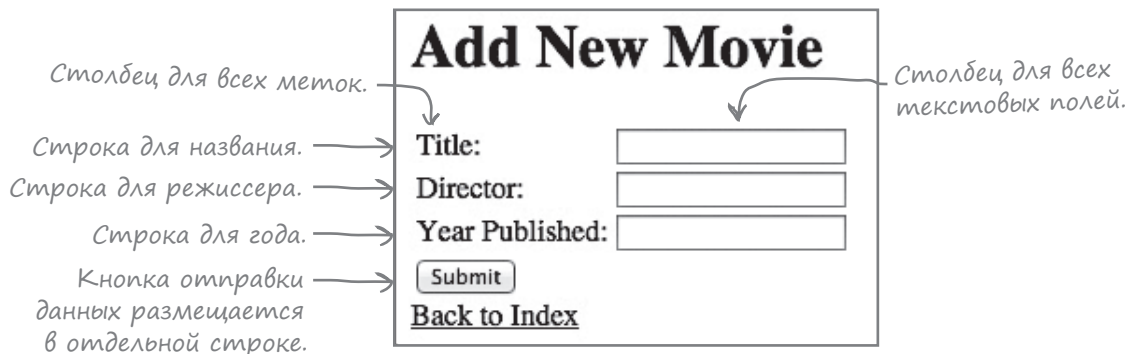 Add New Movie
Столбец для всех меток.
Столбец для всех
текстовых полей.
Строка для названия.
Title:
Строка для режиссера.
Director:
Строка для года.
Year Published:
Кнопка отправки
данных размещается
в отдельной строке.
Submit
Back to Index